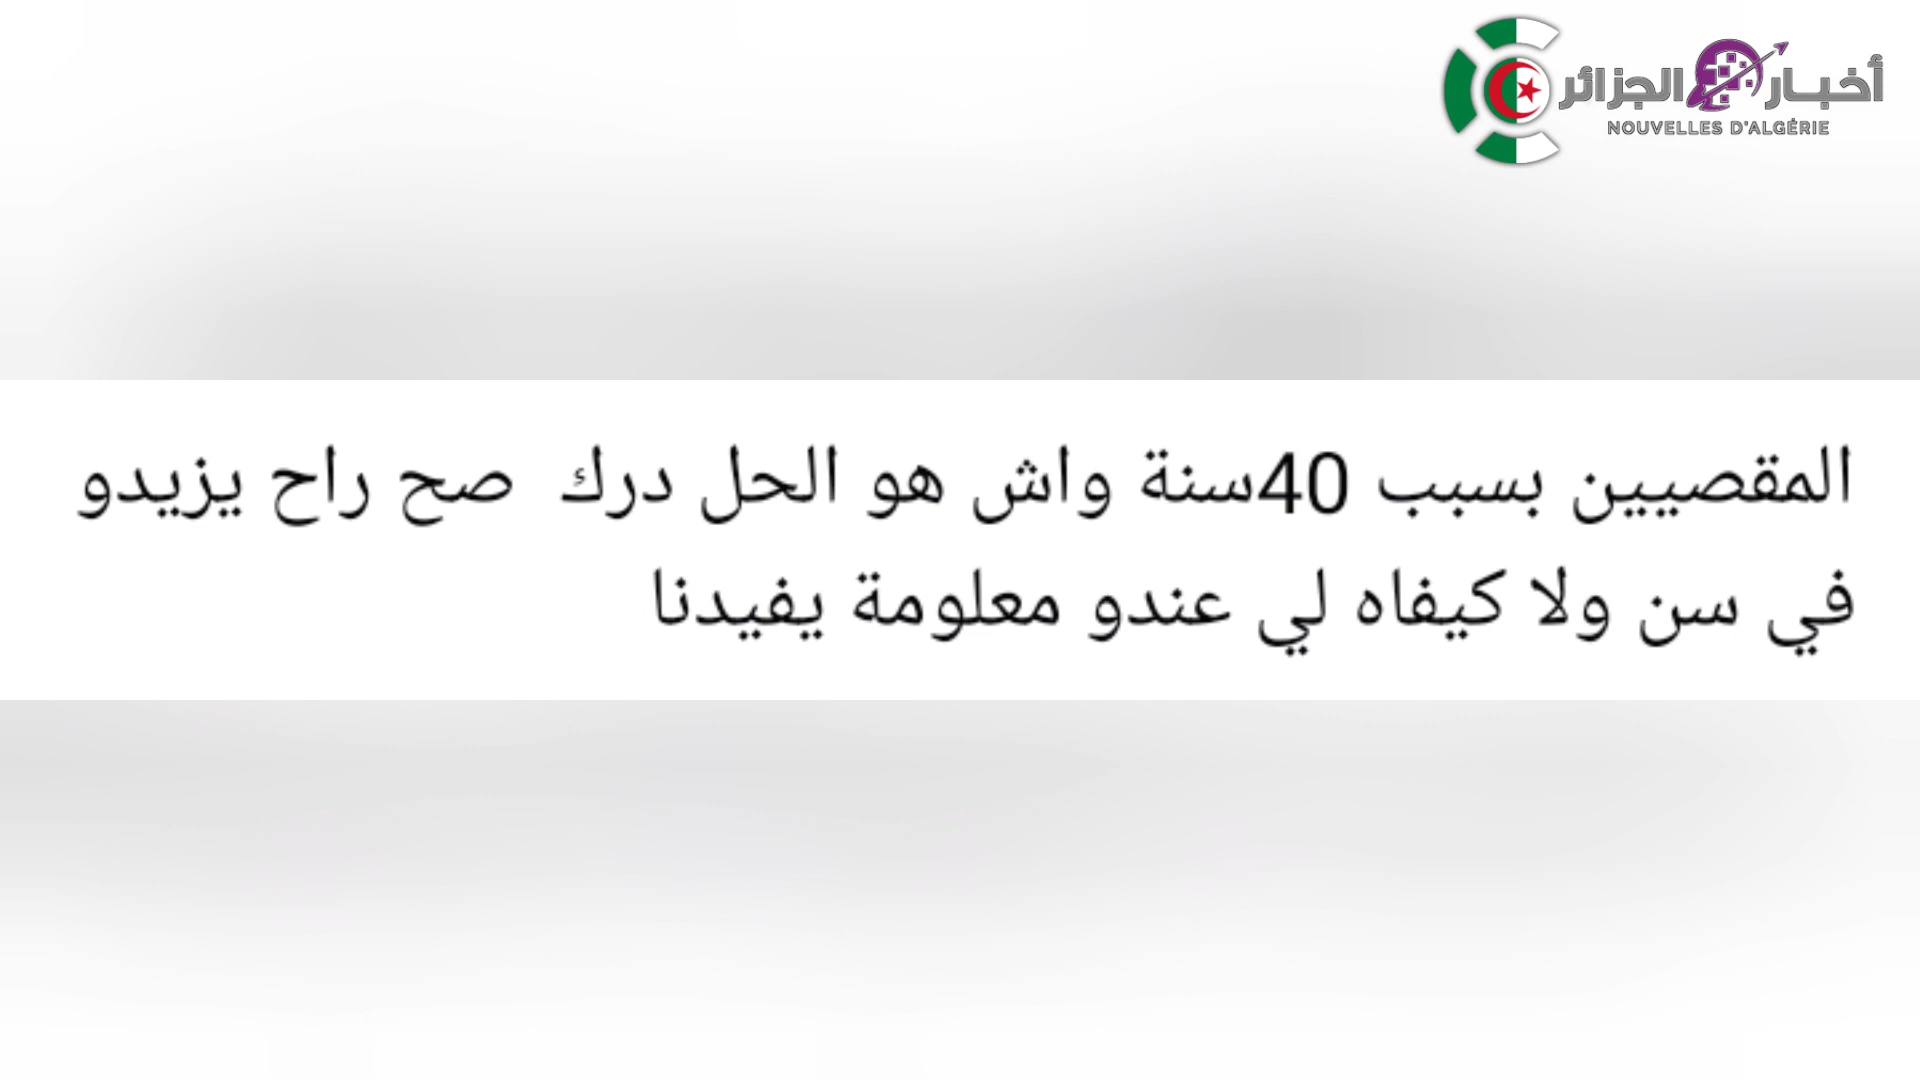 أخبار الجزائر
NOUVELLES D'ALGÉRIE
المقصيين بسبب 40سنة واش هو الحل درك صح راح يزيدو
في سن ولا كيفاه لي عندو معلومة يفيدنا